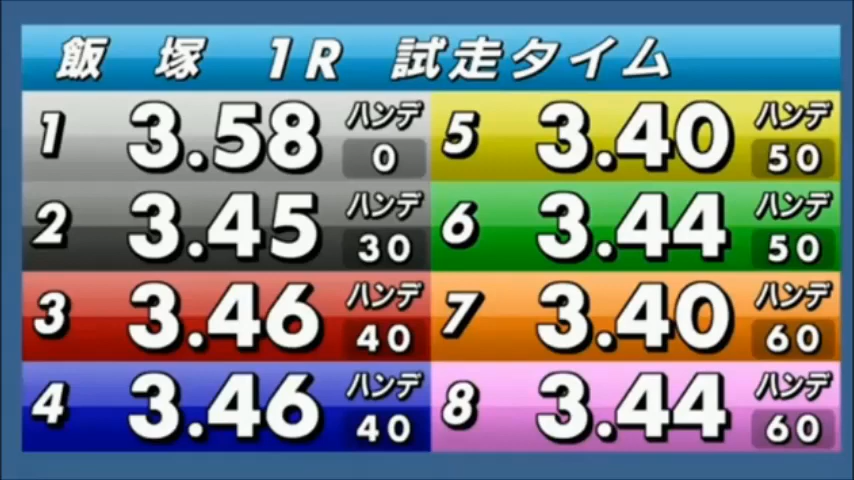 飯塚 1R 試走タイム
1 3.58 ハンデ 0
2 3.45 ハンデ 30
3 3.46 ハンデ 40
4 3.46 ハンデ 40
5 3.40 ハンデ 50
6 3.44 ハンデ 50
7 3.40 ハンデ 60
8 3.44 ハンデ 60